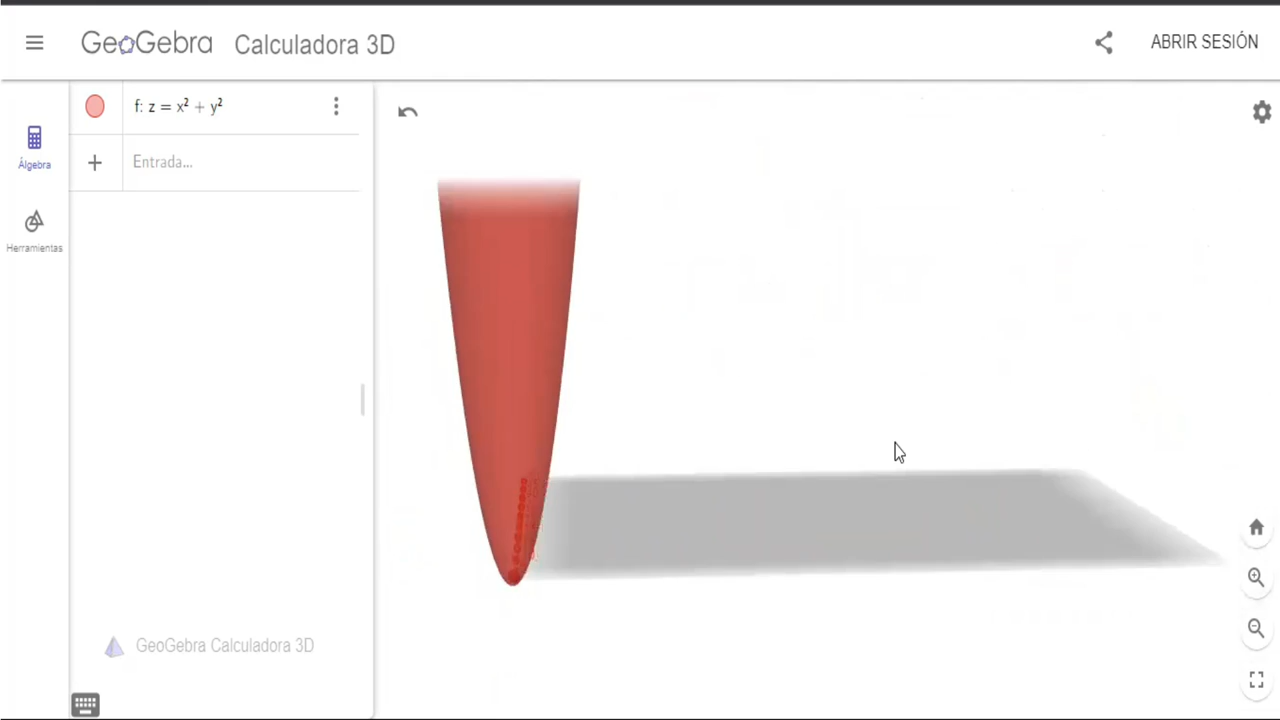 GeoGebra Calculadora 3D
ABRIR SESIÓN
f: z = x² + y²
Entrada...
Álgebra
Herramientas
GeoGebra Calculadora 3D